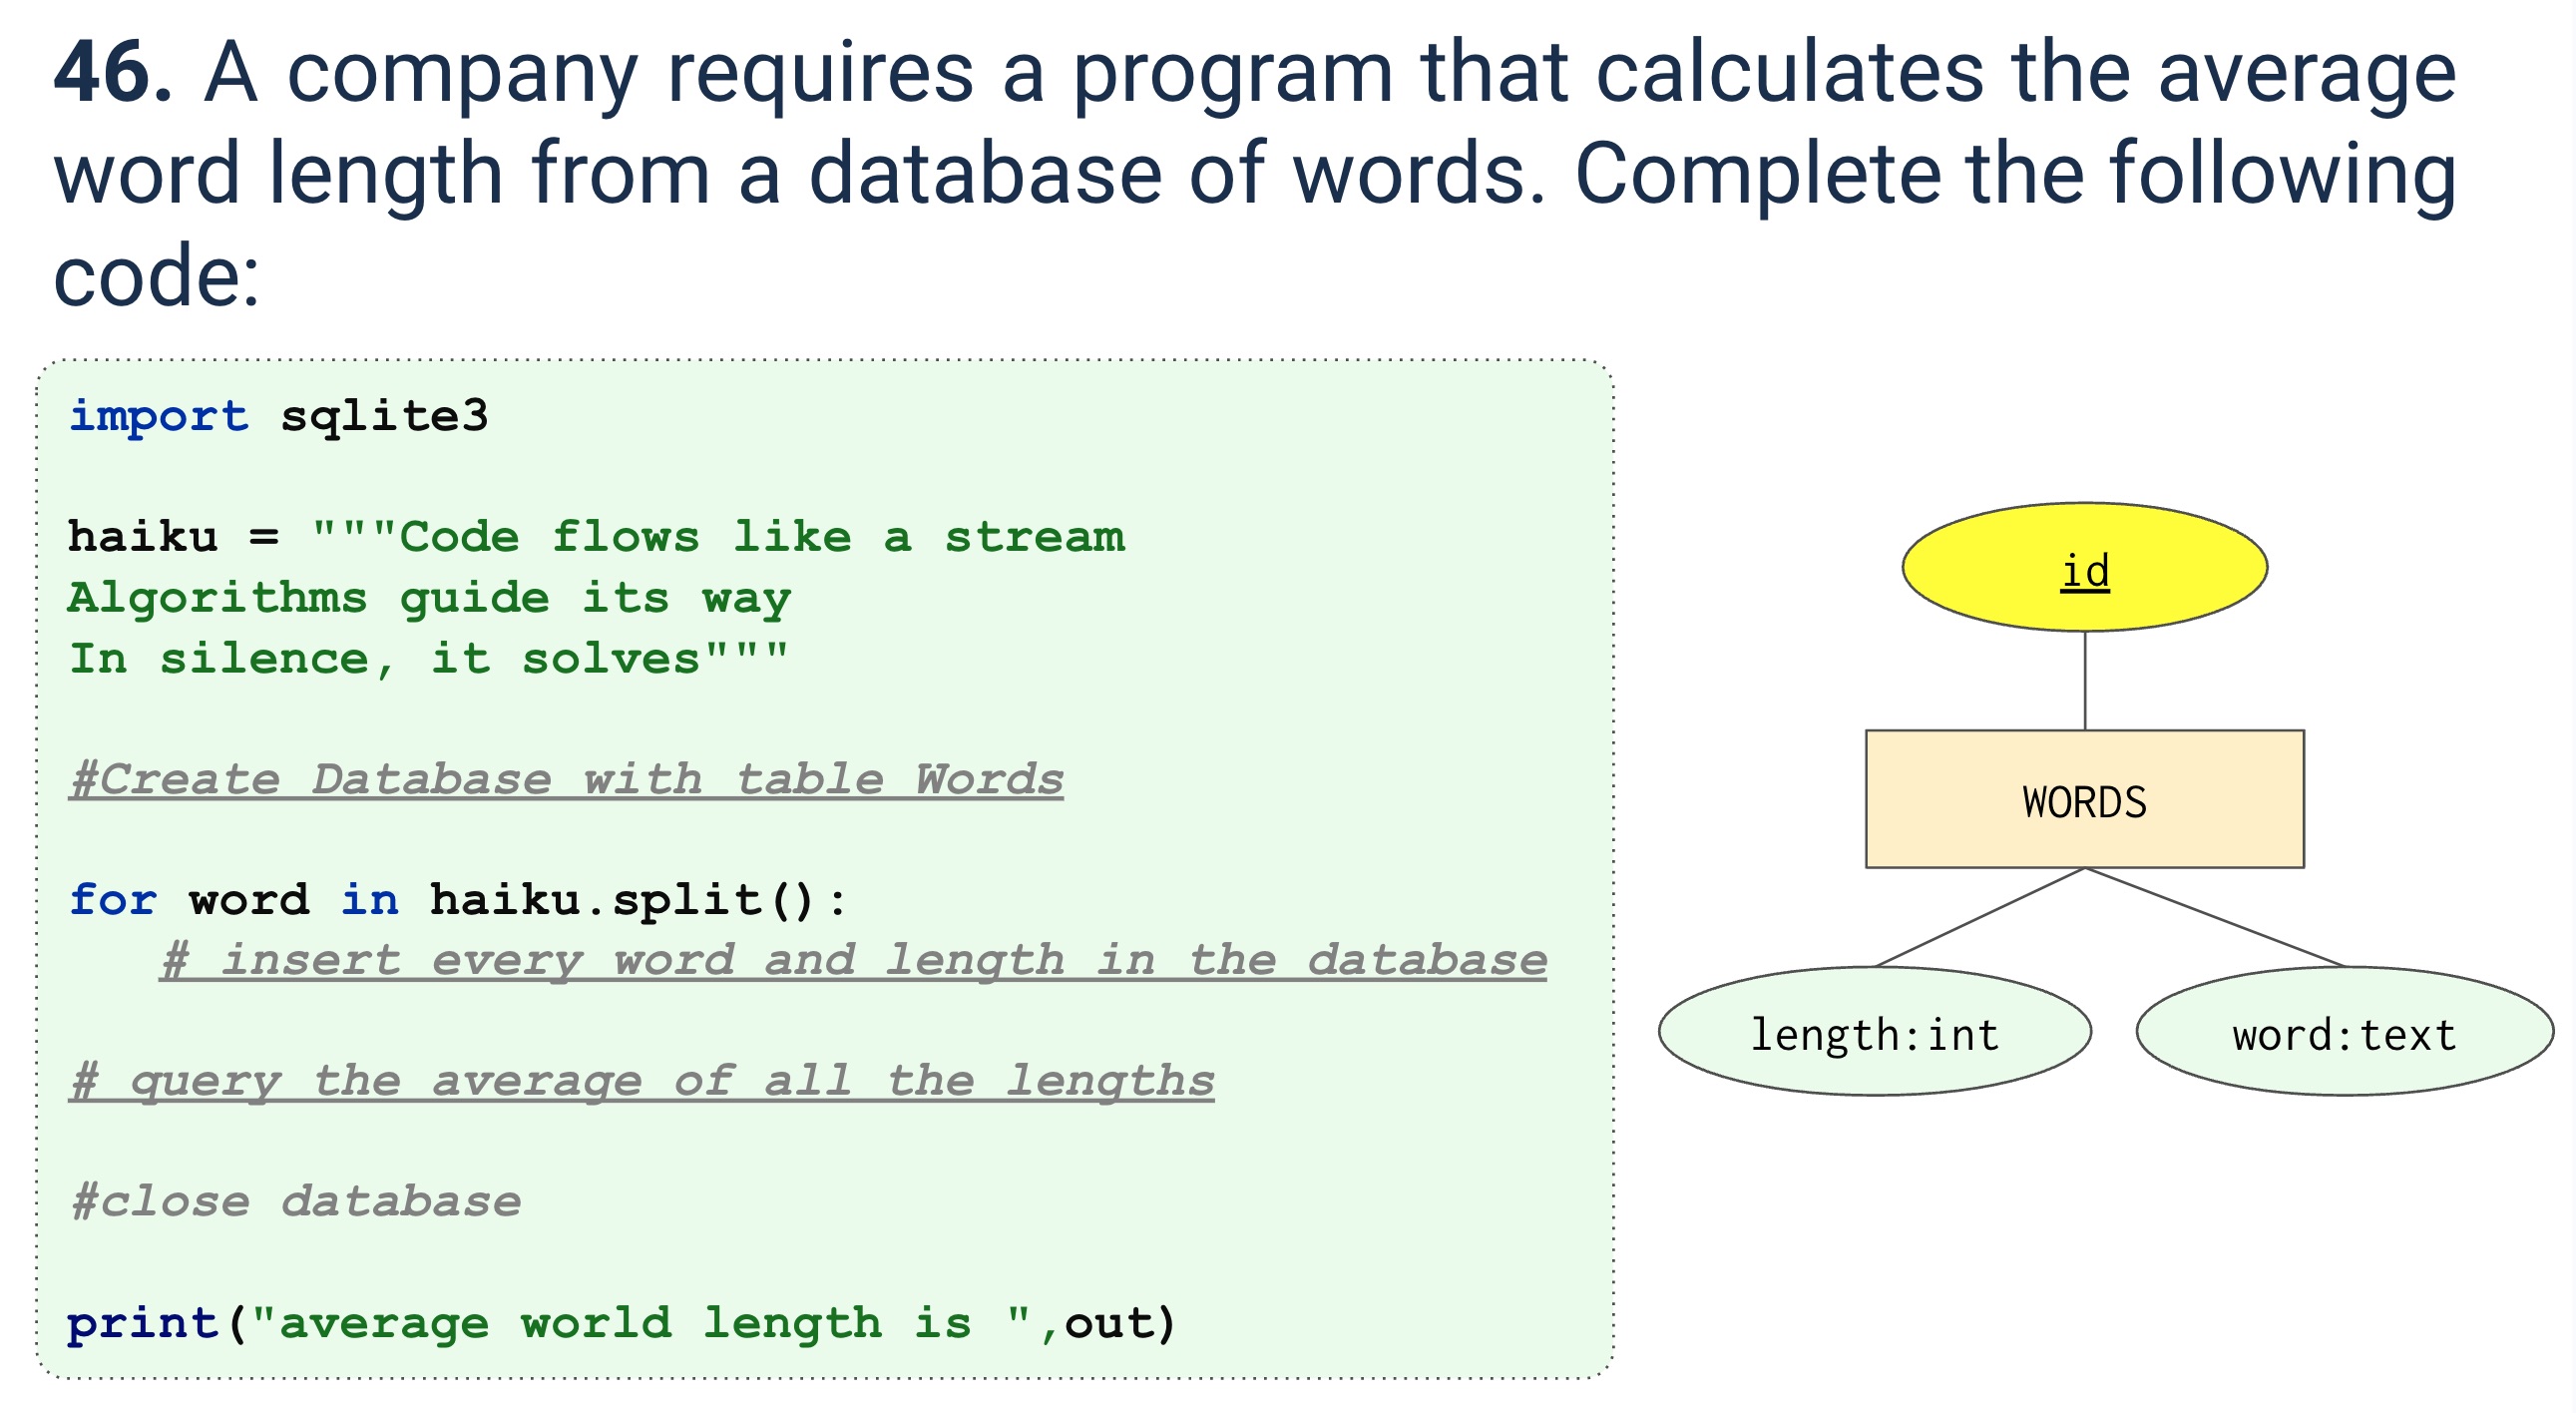 46. A company requires a program that calculates the average
word length from a database of words. Complete the following
code:
import sqlite3
haiku = """Code flows like a stream
Algorithms guide its way
In silence, it solves"""
#Create Database with table Words
for word in haiku.split():
# insert every word and length in the database
# query the average of all the lengths
#close database
print("average world length is ",out)
id
WORDS
length:int
word:text